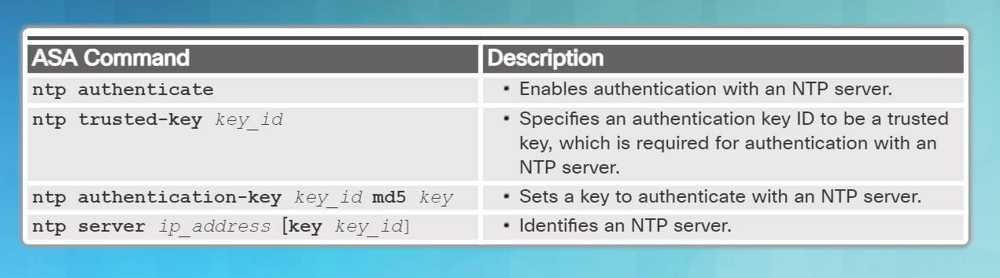 ASA Command Description
ntp authenticate • Enables authentication with an NTP server.
ntp trusted-key key_id • Specifies an authentication key ID to be a trusted
key, which is required for authentication with an
NTP server.
ntp authentication-key key_id md5 key • Sets a key to authenticate with an NTP server.
ntp server ip_address [key key_id] • Identifies an NTP server.